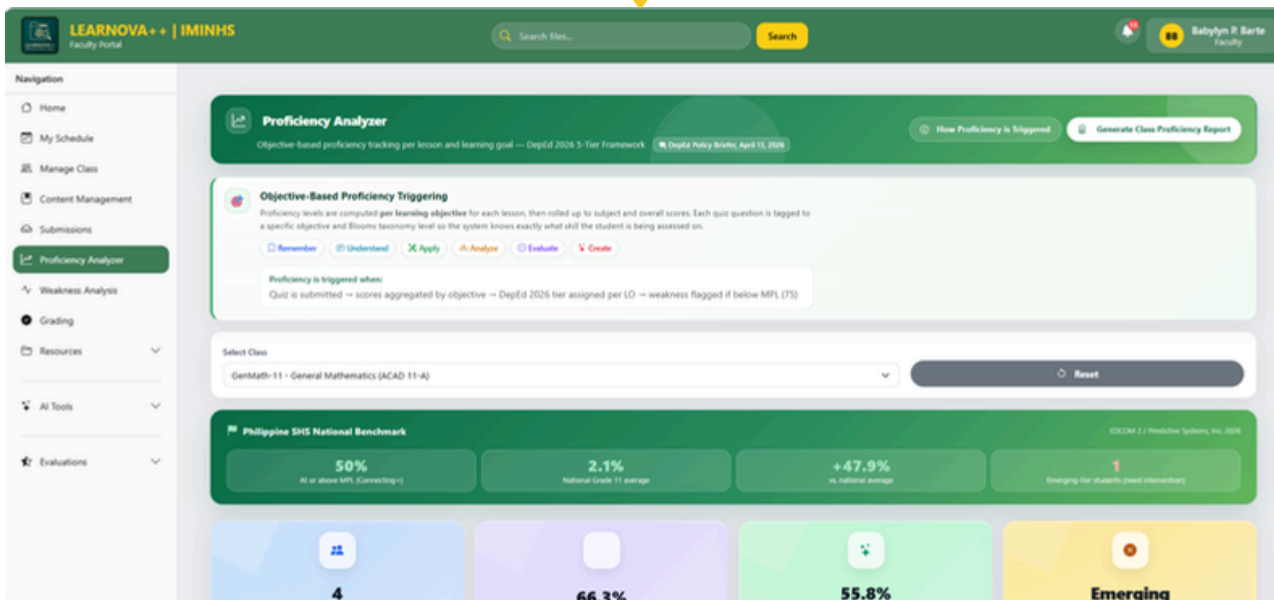 LEARNOVA++ | IMINHS
Faculty Portal
Search files...
Search
BB
Babylyn P. Barte
Faculty
Navigation
Home
My Schedule
Manage Class
Content Management
Submissions
Proficiency Analyzer
Weakness Analysis
Grading
Resources
AI Tools
Evaluations
Proficiency Analyzer
Objective-based proficiency tracking per lesson and learning goal — DepEd 2026 5-Tier Framework
DepEd Policy Briefer, April 13, 2026
How Proficiency is Triggered
Generate Class Proficiency Report
Objective-Based Proficiency Triggering
Proficiency levels are computed per learning objective for each lesson, then rolled up to subject and overall scores. Each quiz question is tagged to
a specific objective and Blooms taxonomy level so the system knows exactly what skill the student is being assessed on.
Remember
Understand
Apply
Analyze
Evaluate
Create
Proficiency is triggered when:
Quiz is submitted → scores aggregated by objective → DepEd 2026 tier assigned per LO → weakness flagged if below MPL (75)
Select Class
GenMath-11 - General Mathematics (ACAD 11-A)
Reset
Philippine SHS National Benchmark
EDCOM 2 / Predictive Systems, Inc. 2026
50%
At or above MPL (Connecting+)
2.1%
National Grade 11 average
+47.9%
vs. national average
1
Emerging-tier students (need intervention)
4
66.3%
55.8%
Emerging